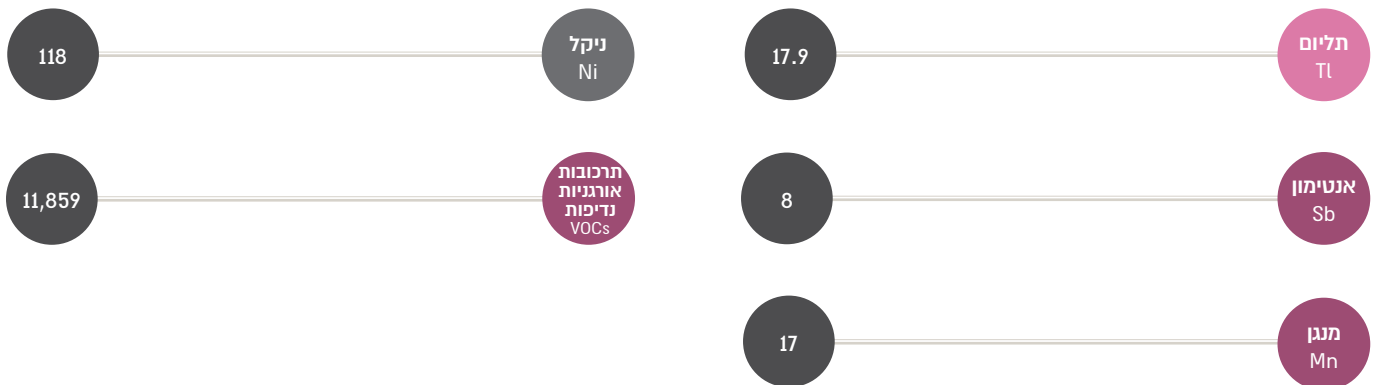 תליום
Tl
17.9
ניקל
Ni
118
אנטימון
Sb
8
תרכובות
אורגניות
נדיפות
VOCs
11,859
מנגן
Mn
17